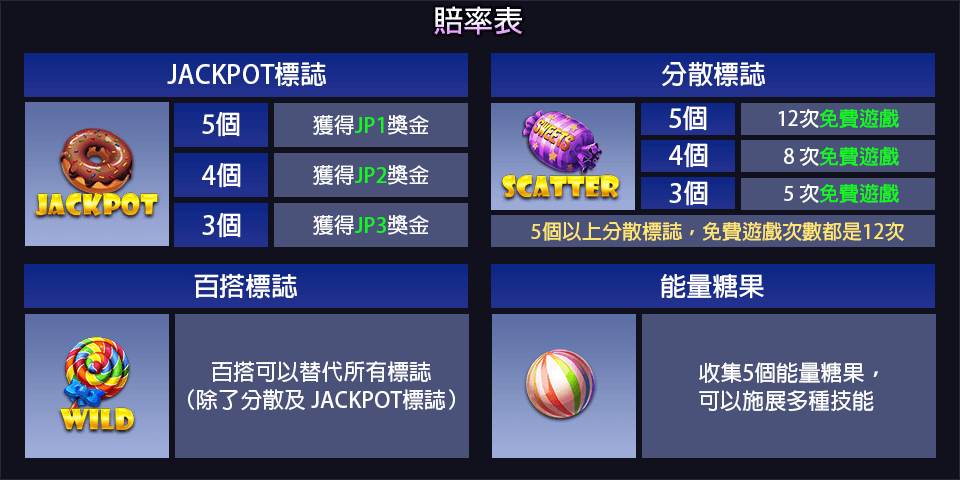 賠率表
JACKPOT標誌
JACKPOT
5個 獲得JP1獎金
4個 獲得JP2獎金
3個 獲得JP3獎金
分散標誌
SWEETS
SCATTER
5個 12次免費遊戲
4個 8 次免費遊戲
3個 5 次免費遊戲
5個以上分散標誌，免費遊戲次數都是12次
百搭標誌
WILD
百搭可以替代所有標誌
（除了分散及 JACKPOT標誌）
能量糖果
收集5個能量糖果，
可以施展多種技能